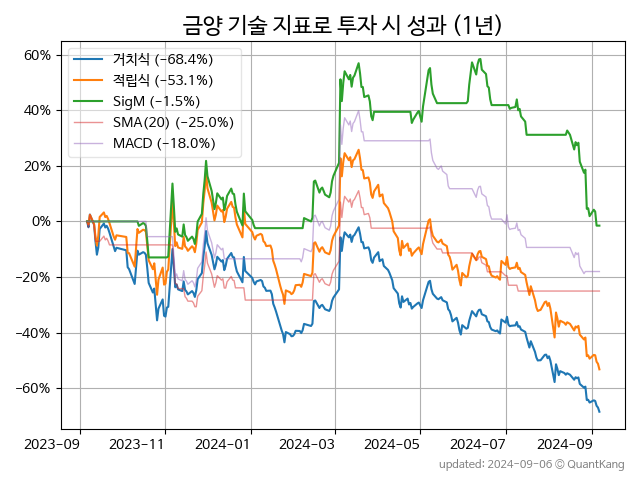 금양 기술 지표로 투자 시 성과 (1년)
60%
40%
20%
0%
−20%
−40%
−60%
거치식 (−68.4%)
적립식 (−53.1%)
SigM (−1.5%)
SMA(20) (−25.0%)
MACD (−18.0%)
2023−09
2023−11
2024−01
2024−03
2024−05
2024−07
2024−09
updated: 2024−09−06 © QuantKang